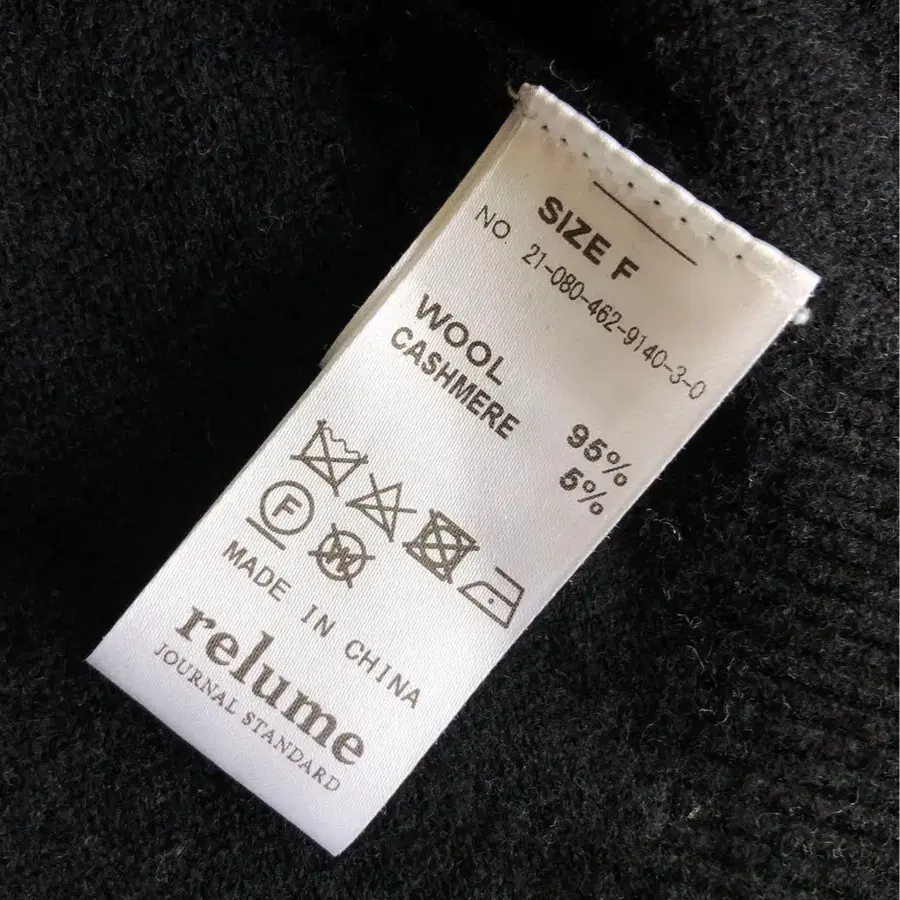 SIZE F
NO. 21-080-462-9140-3-0
WOOL 95%
CASHMERE 5%
F
W
MADE IN CHINA
relume
JOURNAL STANDARD